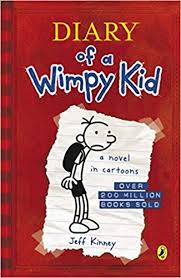 DIARY
of a
Wimpy Kid
a novel
in cartoons
OVER
200 MILLION
BOOKS SOLD
Jeff Kinney